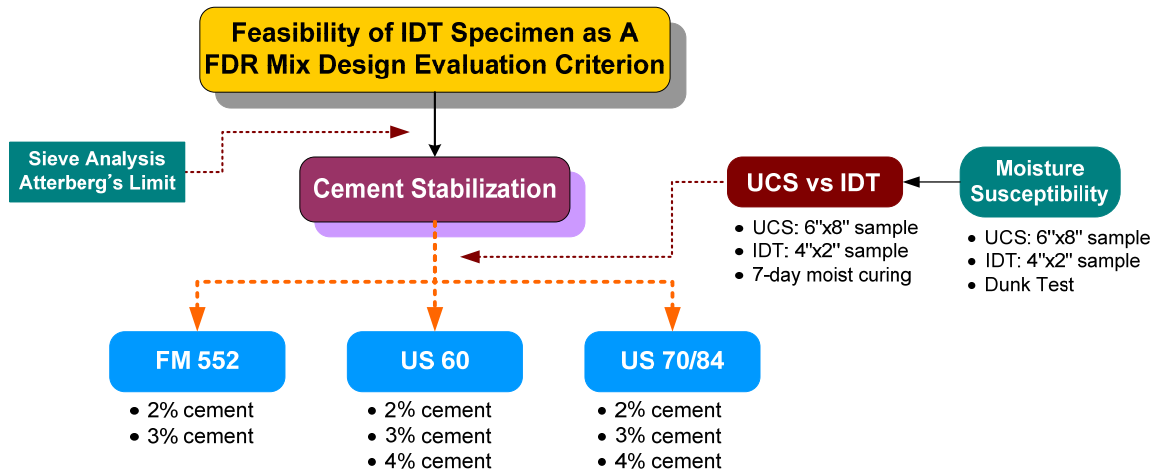 Feasibility of IDT Specimen as A
FDR Mix Design Evaluation Criterion
Sieve Analysis
Atterberg’s Limit
Cement Stabilization
UCS vs IDT
• UCS: 6"x8" sample
• IDT: 4"x2" sample
• 7-day moist curing
Moisture
Susceptibility
• UCS: 6"x8" sample
• IDT: 4"x2" sample
• Dunk Test
FM 552
• 2% cement
• 3% cement
US 60
• 2% cement
• 3% cement
• 4% cement
US 70/84
• 2% cement
• 3% cement
• 4% cement